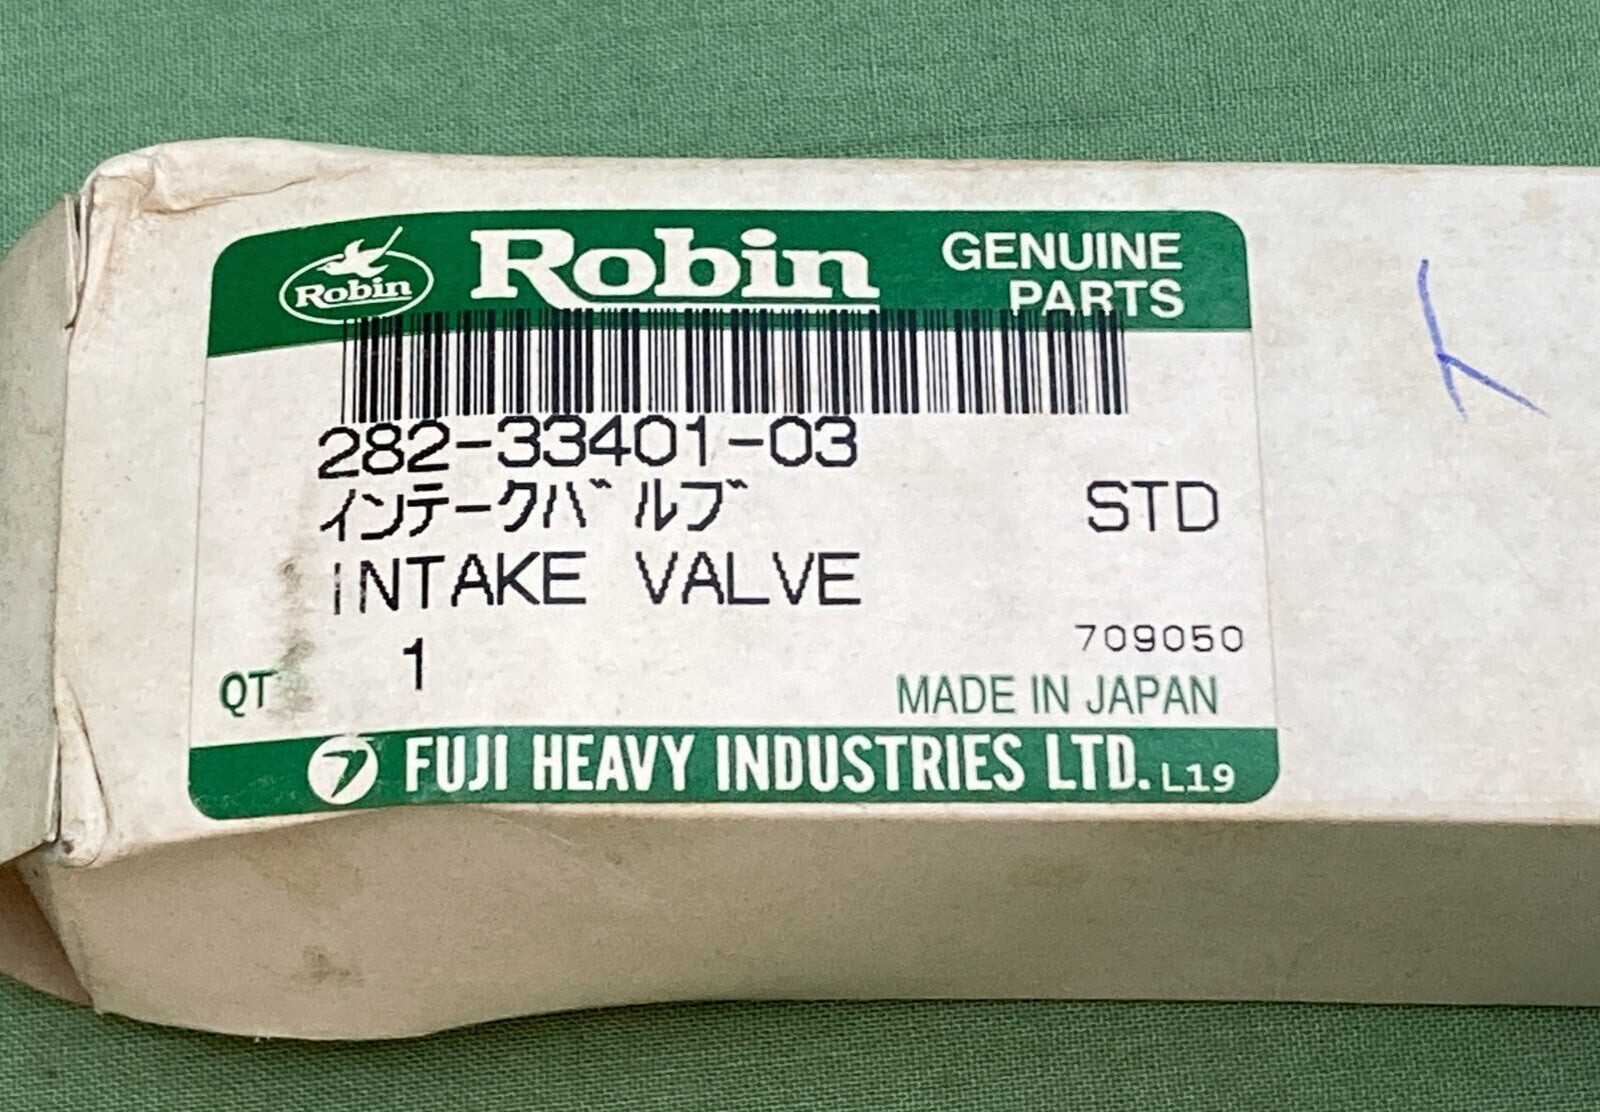 Robin Robin GENUINE
PARTS
282-33401-03
インテークバルブ STD
INTAKE VALVE
709050
QT 1 MADE IN JAPAN
FUJI HEAVY INDUSTRIES LTD. L19